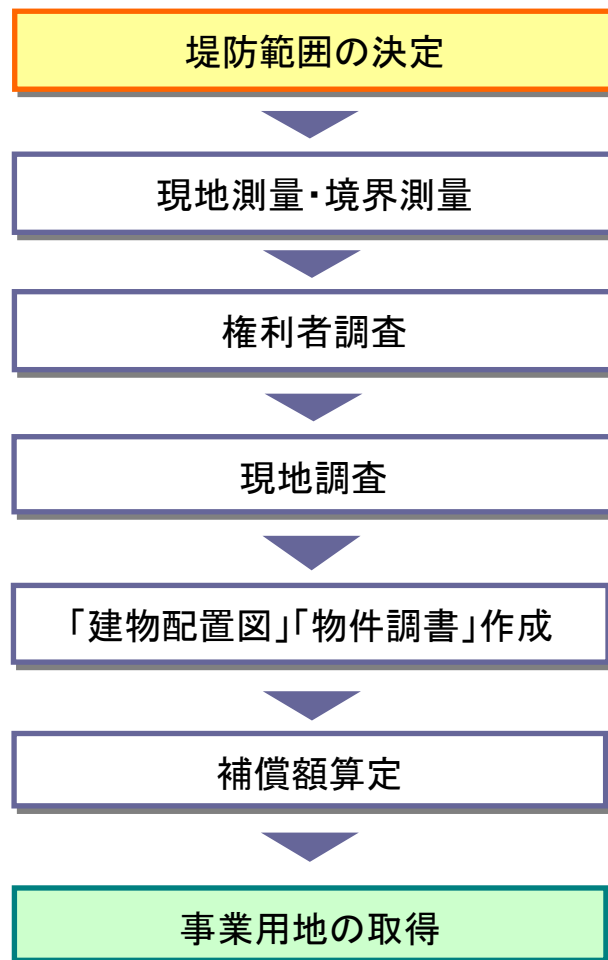 堤防範囲の決定
現地測量・境界測量
権利者調査
現地調査
｢建物配置図｣｢物件調書｣作成
補償額算定
事業用地の取得